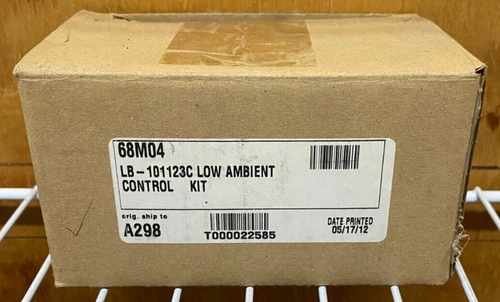 68M04
LB-101123C LOW AMBIENT
CONTROL KIT
orig. ship to
A298
T000022585
DATE PRINTED
05/17/12